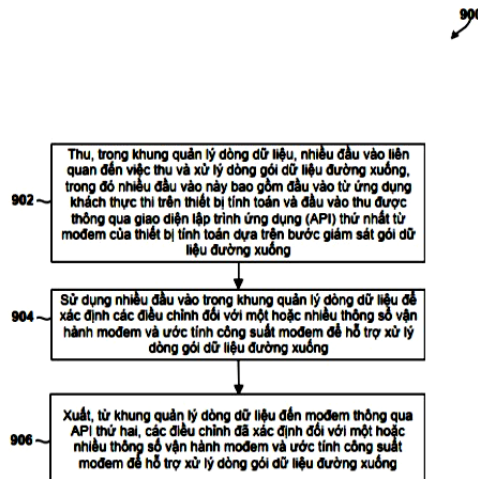 900
Thu, trong khung quản lý dòng dữ liệu, nhiều đầu vào liên
quan đến việc thu và xử lý dòng gói dữ liệu đường xuống,
trong đó nhiều đầu vào này bao gồm đầu vào từ ứng dụng
khách thực thi trên thiết bị tính toán và đầu vào thu được
thông qua giao diện lập trình ứng dụng (API) thứ nhất từ
mođem của thiết bị tính toán dựa trên bước giám sát gói dữ
liệu đường xuống
902
Sử dụng nhiều đầu vào trong khung quản lý dòng dữ liệu để
xác định các điều chỉnh đối với một hoặc nhiều thông số vận
hành mođem và ước tính công suất mođem để hỗ trợ xử lý
dòng gói dữ liệu đường xuống
904
Xuất, từ khung quản lý dòng dữ liệu đến mođem thông qua
API thứ hai, các điều chỉnh đã xác định đối với một hoặc
nhiều thông số vận hành mođem và ước tính công suất
mođem để hỗ trợ xử lý dòng gói dữ liệu đường xuống
906